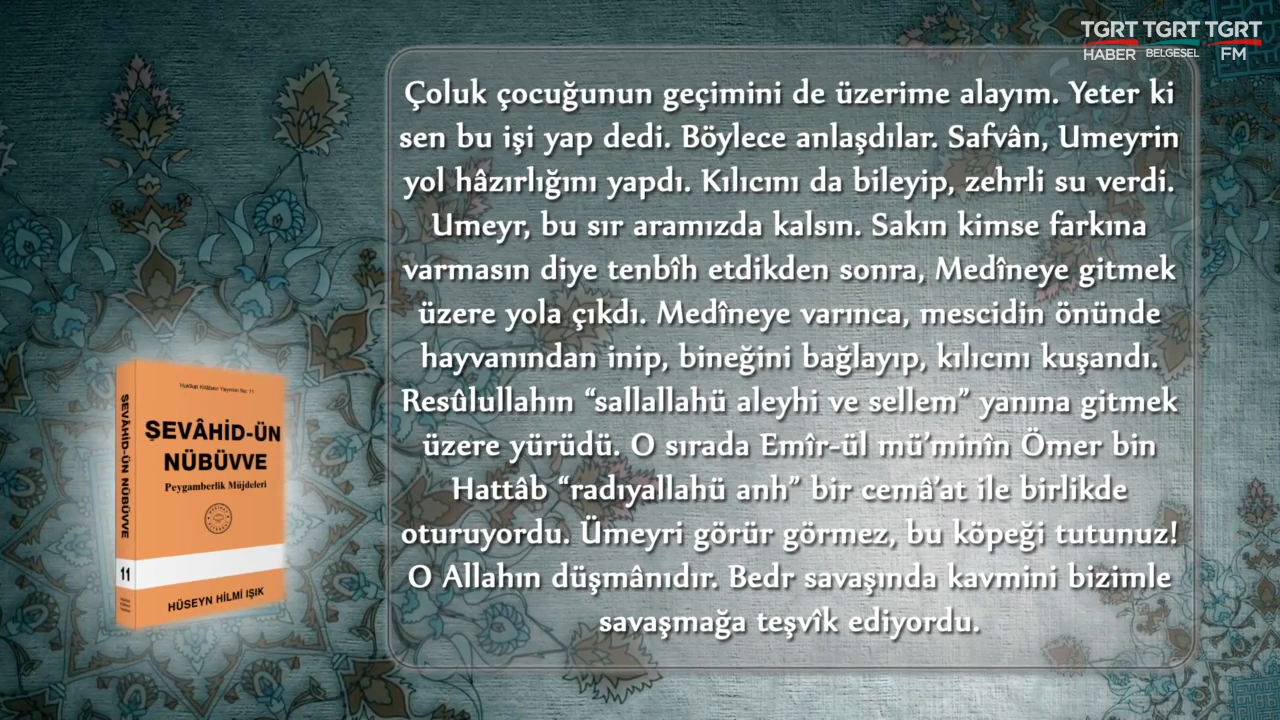 TGRT HABER
TGRT BELGESEL
TGRT FM
Çoluk çocuğunun geçimini de üzerime alayım. Yeter ki
sen bu işi yap dedi. Böylece anlaşdılar. Safvân, Umeyrin
yol hâzırlığını yapdı. Kılıcını da bileyip, zehrli su verdi.
Umeyr, bu sır aramızda kalsın. Sakın kimse farkına
varmasın diye tenbîh etdikden sonra, Medîneye gitmek
üzere yola çıkdı. Medîneye varınca, mescidin önünde
hayvanından inip, bineğini bağlayıp, kılıcını kuşandı.
Resûlullahın “sallallahü aleyhi ve sellem” yanına gitmek
üzere yürüdü. O sırada Emîr-ül mü’minîn Ömer bin
Hattâb “radıyallahü anh” bir cemâ’at ile birlikde
oturuyordu. Ümeyri görür görmez, bu köpeği tutunuz!
O Allahın düşmânıdır. Bedr savaşında kavmini bizimle
savaşmağa teşvîk ediyordu.
Hakîkat Kitâbevi Yayınları No: 11
ŞEVÂHİD-ÜN
NÜBÜVVE
Peygamberlik Müjdeleri
HÜSEYN HİLMİ IŞIK
ŞEVÂHİD-ÜN NÜBÜVVE
11